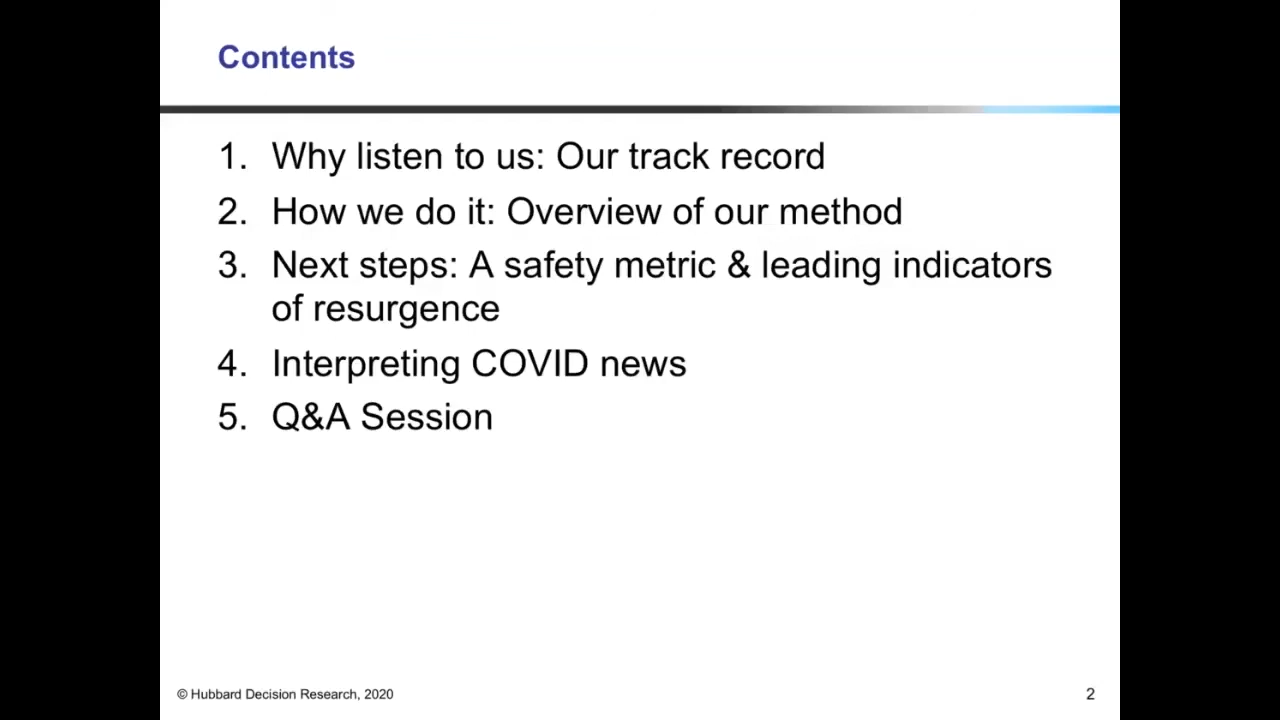 Contents
1. Why listen to us: Our track record
2. How we do it: Overview of our method
3. Next steps: A safety metric & leading indicators
of resurgence
4. Interpreting COVID news
5. Q&A Session
© Hubbard Decision Research, 2020
2